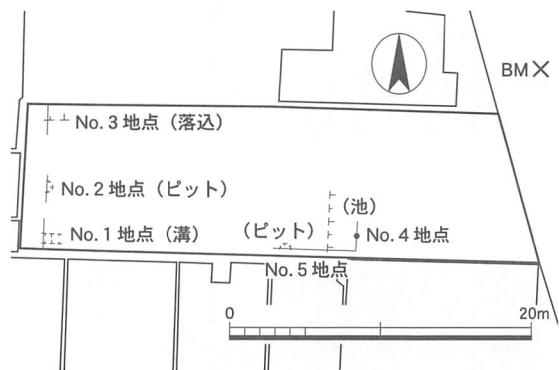 BM
No. 3 地点（落込）
No. 2 地点（ピット）
（池）
No. 1 地点（溝）
（ピット）
No. 4 地点
No. 5 地点
0
20m